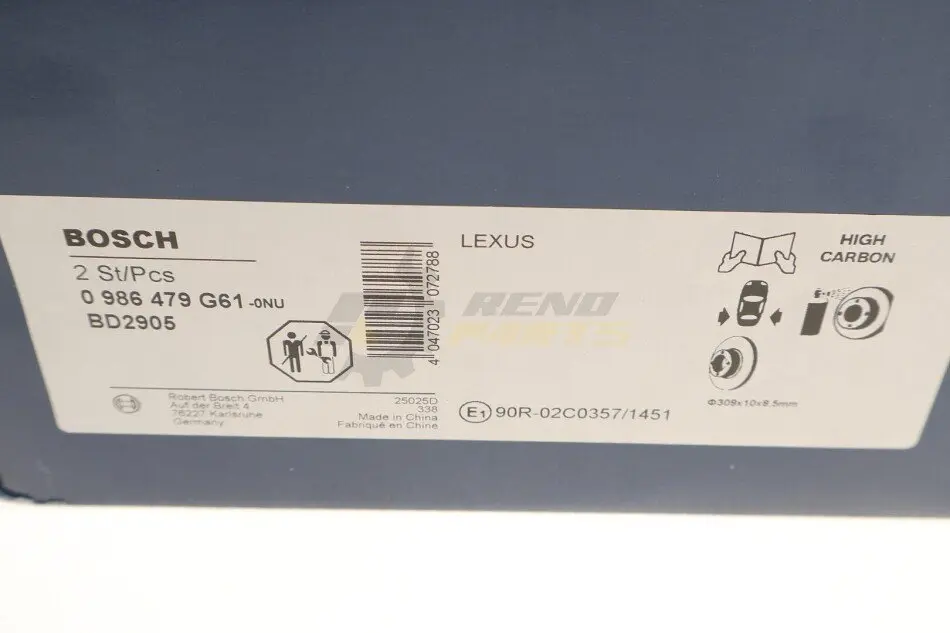 BOSCH
2 St/Pcs
0 986 479 G61-0NU
BD2905
4 047023 072788
LEXUS
HIGH
CARBON
RENO
PARTS
Robert Bosch GmbH
Auf der Breit 4
76227 Karlsruhe
Germany
25025D
338
Made in China
Fabriqué en Chine
E1 90R-02C0357/1451
Φ309x10x8.5mm